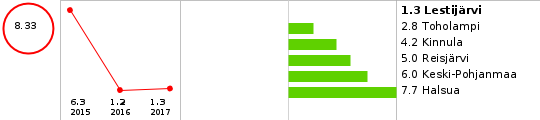 8.33
6.3 1.2 1.3
2015 2016 2017
1.3 Lestijärvi
2.8 Toholampi
4.2 Kinnula
5.0 Reisjärvi
6.0 Keski-Pohjanmaa
7.7 Halsua